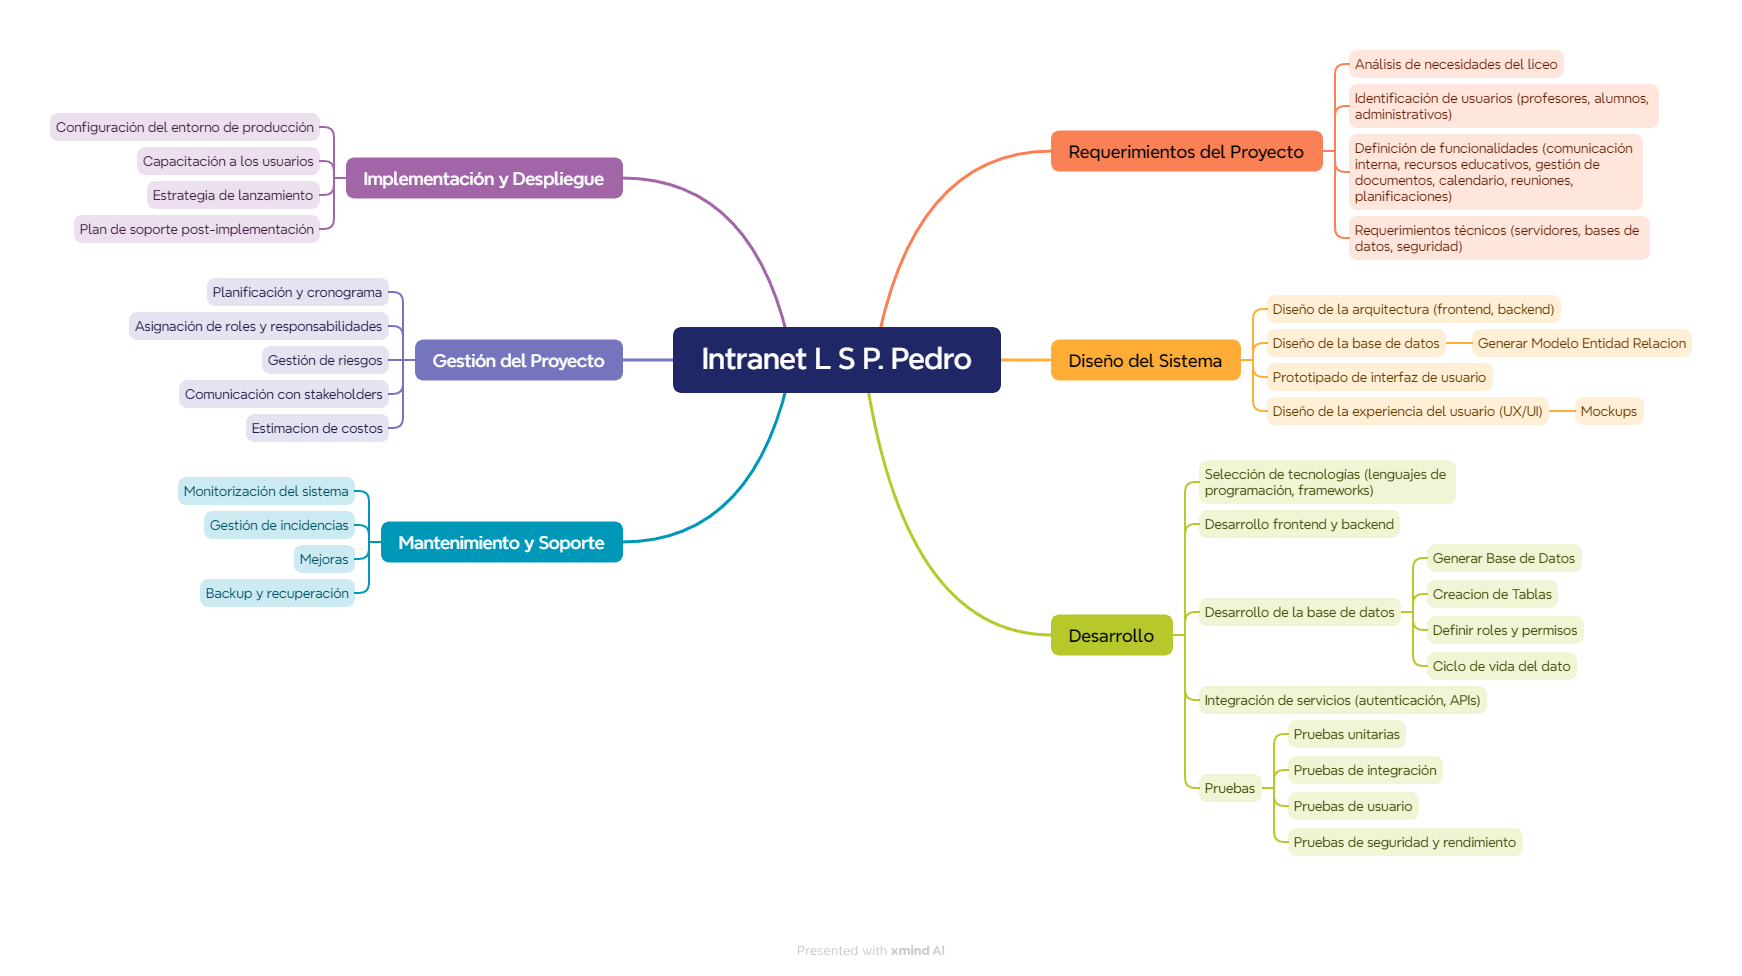 Intranet L S P. Pedro
Requerimientos del Proyecto
Análisis de necesidades del liceo
Identificación de usuarios (profesores, alumnos,
administrativos)
Definición de funcionalidades (comunicación
interna, recursos educativos, gestión de
documentos, calendario, reuniones,
planificaciones)
Requerimientos técnicos (servidores, bases de
datos, seguridad)
Diseño del Sistema
Diseño de la arquitectura (frontend, backend)
Diseño de la base de datos
Generar Modelo Entidad Relacion
Prototipado de interfaz de usuario
Diseño de la experiencia del usuario (UX/UI)
Mockups
Desarrollo
Selección de tecnologías (lenguajes de
programación, frameworks)
Desarrollo frontend y backend
Desarrollo de la base de datos
Generar Base de Datos
Creacion de Tablas
Definir roles y permisos
Ciclo de vida del dato
Integración de servicios (autenticación, APIs)
Pruebas
Pruebas unitarias
Pruebas de integración
Pruebas de usuario
Pruebas de seguridad y rendimiento
Implementación y Despliegue
Configuración del entorno de producción
Capacitación a los usuarios
Estrategia de lanzamiento
Plan de soporte post-implementación
Gestión del Proyecto
Planificación y cronograma
Asignación de roles y responsabilidades
Gestión de riesgos
Comunicación con stakeholders
Estimacion de costos
Mantenimiento y Soporte
Monitorización del sistema
Gestión de incidencias
Mejoras
Backup y recuperación
Presented with xmind AI